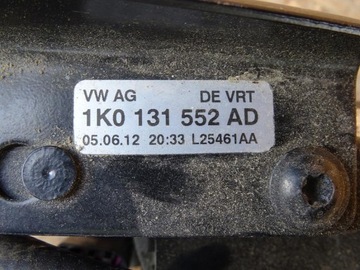 VW AG DE VRT
1K0 131 552 AD
05.06.12 20:33 L25461AA